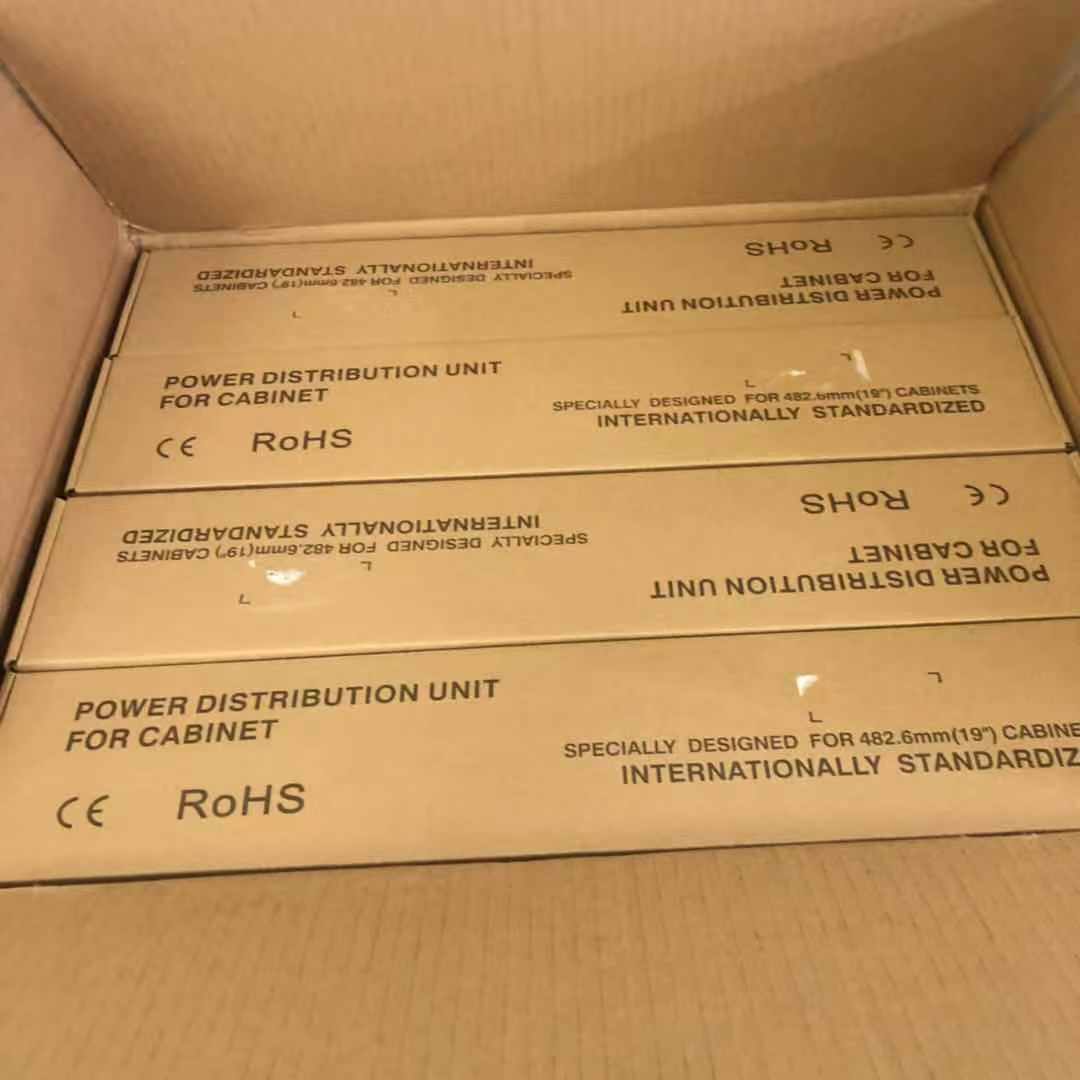 INTERNATIONALLY STANDARDIZED
SPECIALLY DESIGNED FOR 482.6mm(19") CABINETS
CE RoHS
FOR CABINET
POWER DISTRIBUTION UNIT
POWER DISTRIBUTION UNIT
FOR CABINET
CE RoHS
SPECIALLY DESIGNED FOR 482.6mm(19") CABINETS
INTERNATIONALLY STANDARDIZED
INTERNATIONALLY STANDARDIZED
SPECIALLY DESIGNED FOR 482.6mm(19") CABINETS
CE RoHS
FOR CABINET
POWER DISTRIBUTION UNIT
POWER DISTRIBUTION UNIT
FOR CABINET
CE RoHS
SPECIALLY DESIGNED FOR 482.6mm(19") CABINE
INTERNATIONALLY STANDARDIZ